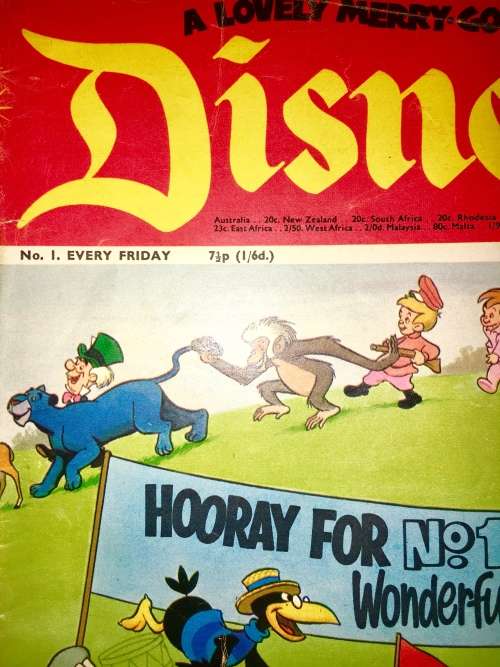 A LOVELY MERRY-GO
Disne
Australia .. 20c. New Zealand .. 20c. South Africa .. 20c. Rhodesia
23c. East Africa .. 2/50. West Africa .. 2/0d. Malaysia .. 80c. Malta
No. 1. EVERY FRIDAY 7½p (1/6d.)
HOORAY FOR No 1
Wonderfu